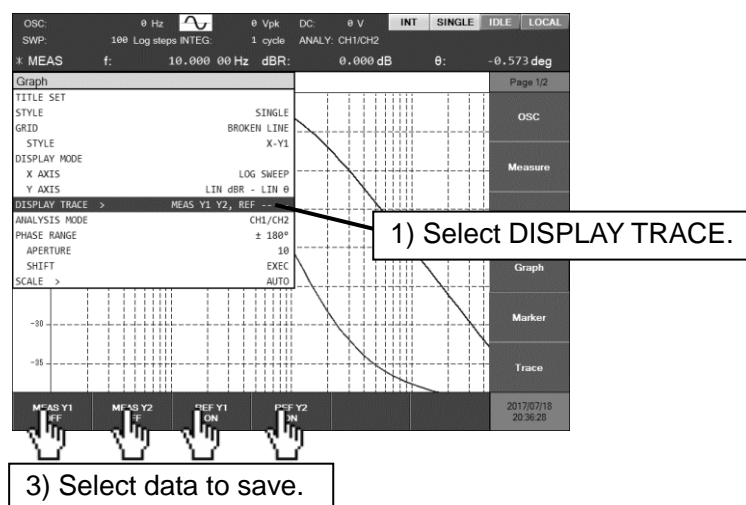 OSC: 0 Hz 0 Vpk DC: 0 V INT SINGLE IDLE LOCAL
SWP: 100 Log steps INTEG: 1 cycle ANALY: CH1/CH2
* MEAS f: 10.000 00 Hz dBR: 0.000 dB θ: -0.573 deg
Graph
Page 1/2
TITLE SET
STYLE SINGLE
GRID BROKEN LINE
STYLE X-Y1
DISPLAY MODE
X AXIS LOG SWEEP
Y AXIS LIN dBR - LIN θ
DISPLAY TRACE > MEAS Y1 Y2, REF --
ANALYSIS MODE CH1/CH2
PHASE RANGE ± 180°
APERTURE 10
SHIFT EXEC
SCALE > AUTO
OSC
Measure
1) Select DISPLAY TRACE.
Graph
Marker
Trace
-30
-35
MEAS Y1 MEAS Y2 REF Y1 REF Y2
2017/07/18
20:36:28
3) Select data to save.